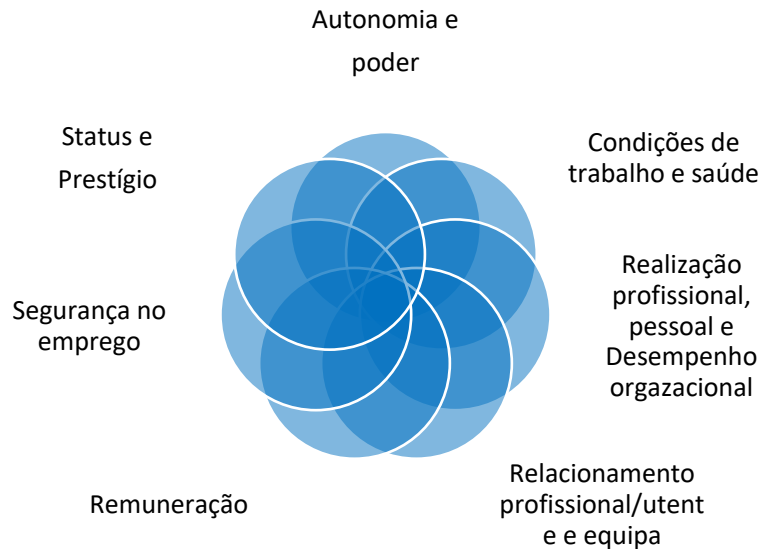 Autonomia e
poder
Status e
Prestígio
Condições de
trabalho e saúde
Segurança no
emprego
Realização
profissional,
pessoal e
Desempenho
orgazacional
Remuneração
Relacionamento
profissional/utent
e e equipa